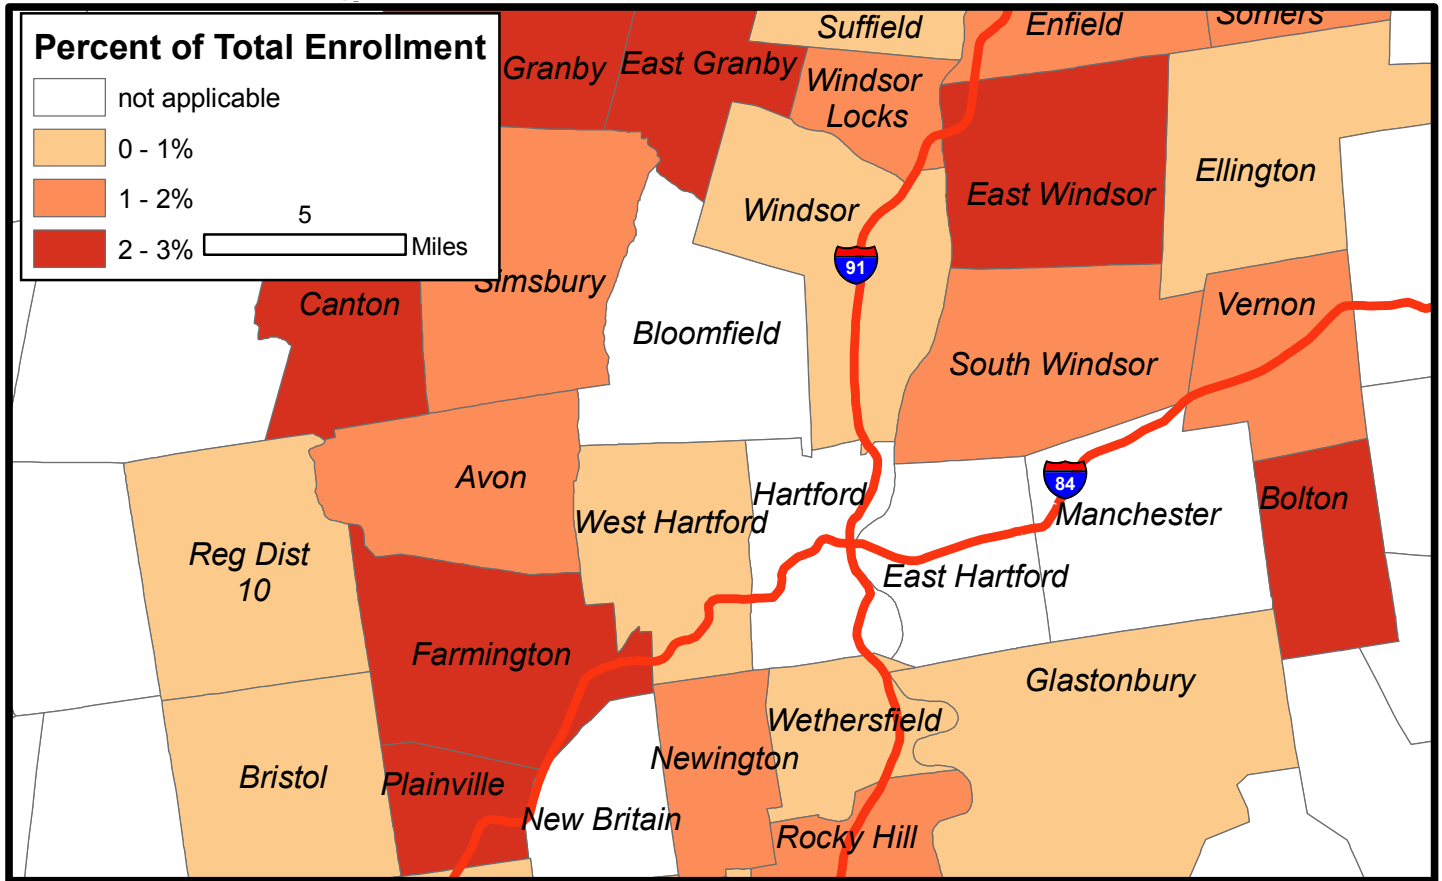 Percent of Total Enrollment
not applicable
0 - 1%
1 - 2%
2 - 3%
5
Miles
Suffield
Enfield
Somers
Granby
East Granby
Windsor
Locks
Ellington
East Windsor
Windsor
91
Simsbury
Canton
Vernon
Bloomfield
South Windsor
Avon
84
Hartford
Bolton
West Hartford
Manchester
Reg Dist
10
East Hartford
Farmington
Glastonbury
Wethersfield
Newington
Bristol
Plainville
New Britain
Rocky Hill